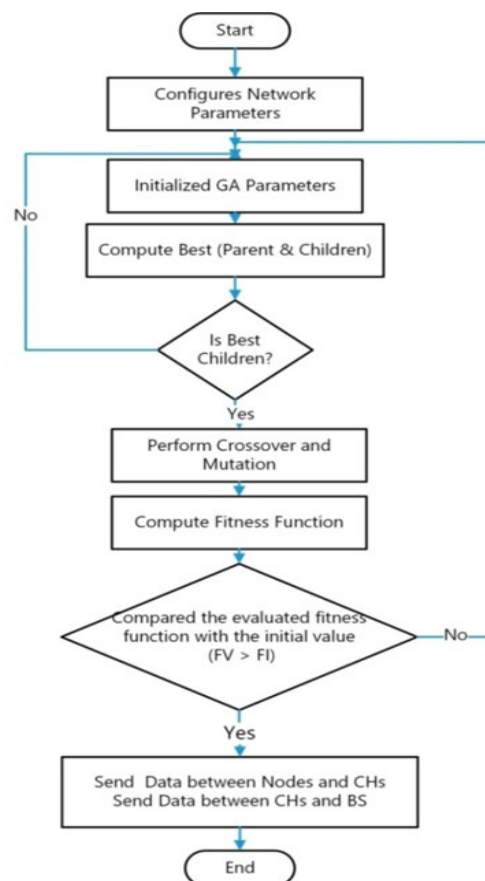 Start
Configures Network
Parameters
Initialized GA Parameters
No
Compute Best (Parent & Children)
Is Best
Children?
Yes
Perform Crossover and
Mutation
Compute Fitness Function
Compared the evaluated fitness
function with the initial value
(FV > FI)
No
Yes
Send Data between Nodes and CHs
Send Data between CHs and BS
End